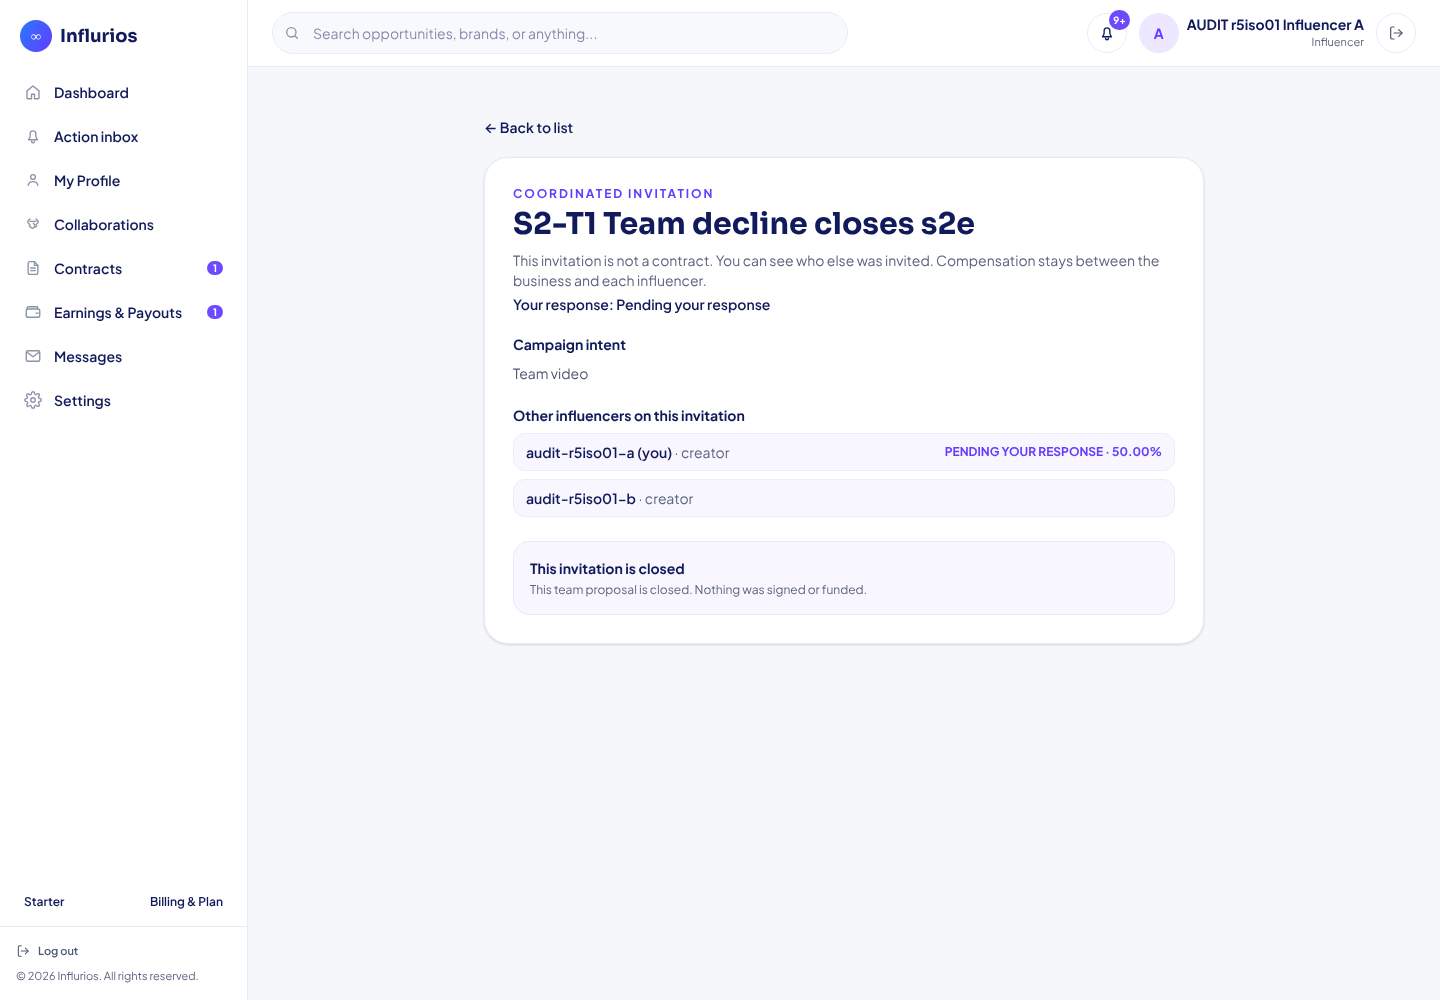 ∞ Influrios
Search opportunities, brands, or anything...
9+
A
AUDIT r5iso01 Influencer A
Influencer
Dashboard
Action inbox
My Profile
Collaborations
Contracts 1
Earnings & Payouts 1
Messages
Settings
← Back to list
COORDINATED INVITATION
S2-T1 Team decline closes s2e
This invitation is not a contract. You can see who else was invited. Compensation stays between the
business and each influencer.
Your response: Pending your response
Campaign intent
Team video
Other influencers on this invitation
audit-r5iso01-a (you) · creator PENDING YOUR RESPONSE · 50.00%
audit-r5iso01-b · creator
This invitation is closed
This team proposal is closed. Nothing was signed or funded.
Starter Billing & Plan
Log out
© 2026 Influrios. All rights reserved.